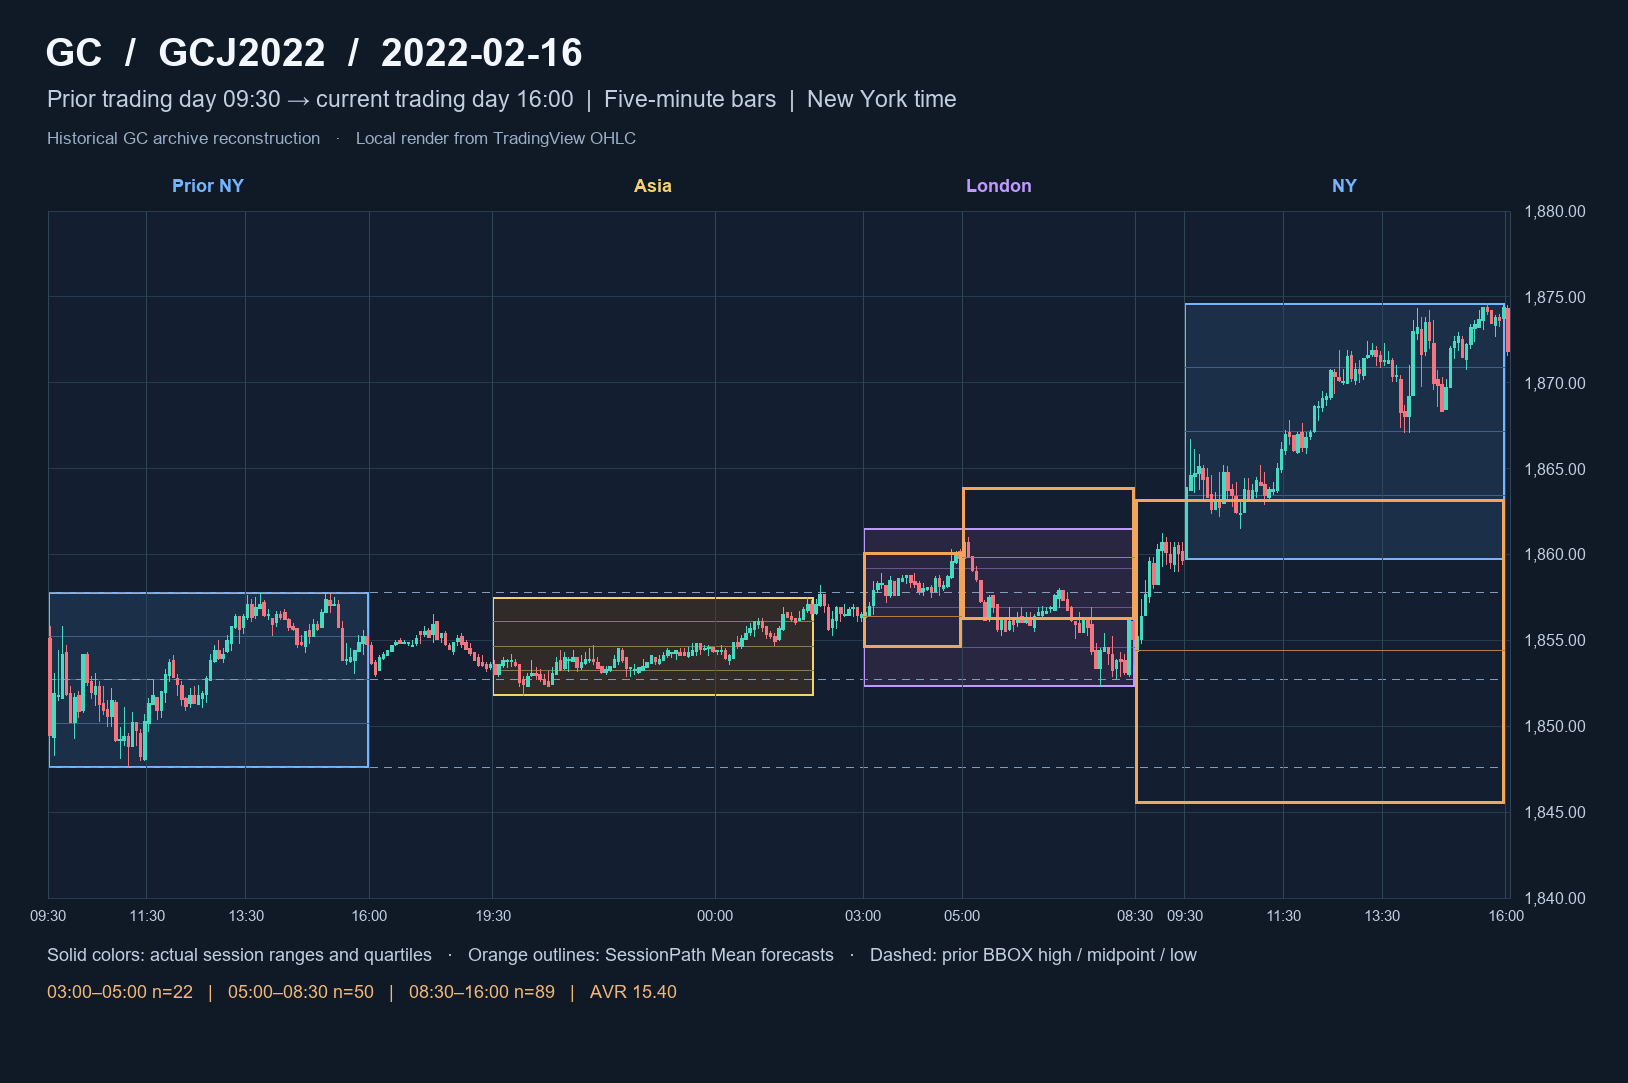 GC / GCJ2022 / 2022-02-16
Prior trading day 09:30 → current trading day 16:00 | Five-minute bars | New York time
Historical GC archive reconstruction · Local render from TradingView OHLC
Prior NY Asia London NY
1,880.00
1,875.00
1,870.00
1,865.00
1,860.00
1,855.00
1,850.00
1,845.00
1,840.00
09:30 11:30 13:30 16:00 19:30 00:00 03:00 05:00 08:30 09:30 11:30 13:30 16:00
Solid colors: actual session ranges and quartiles · Orange outlines: SessionPath Mean forecasts · Dashed: prior BBOX high / midpoint / low
03:00–05:00 n=22 | 05:00–08:30 n=50 | 08:30–16:00 n=89 | AVR 15.40